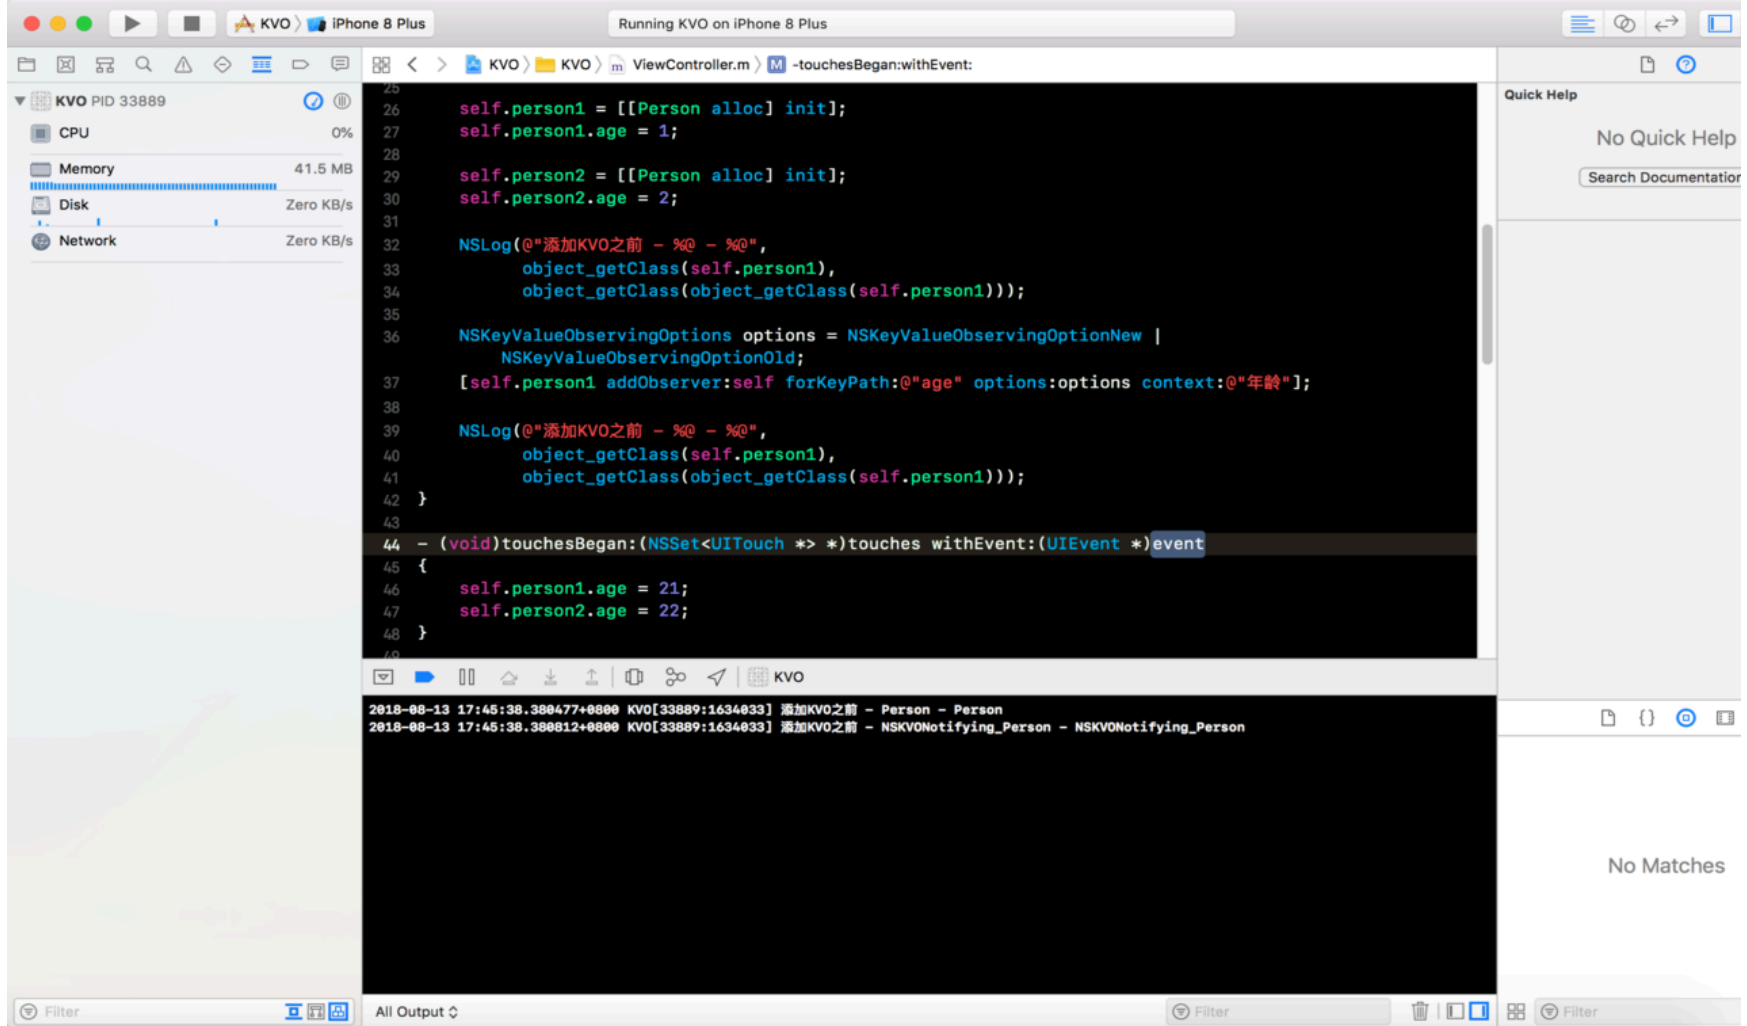 KVO
iPhone 8 Plus
Running KVO on iPhone 8 Plus
KVO
KVO
m
ViewController.m
M
-touchesBegan:withEvent:
KVO PID 33889
CPU
0%
Memory
41.5 MB
Disk
Zero KB/s
Network
Zero KB/s
25
26 self.person1 = [[Person alloc] init];
27 self.person1.age = 1;
28
29 self.person2 = [[Person alloc] init];
30 self.person2.age = 2;
31
32 NSLog(@"添加KVO之前 - %@ - %@",
33 object_getClass(self.person1),
34 object_getClass(object_getClass(self.person1)));
35
36 NSKeyValueObservingOptions options = NSKeyValueObservingOptionNew |
NSKeyValueObservingOptionOld;
37 [self.person1 addObserver:self forKeyPath:@"age" options:options context:@"年龄"];
38
39 NSLog(@"添加KVO之前 - %@ - %@",
40 object_getClass(self.person1),
41 object_getClass(object_getClass(self.person1)));
42 }
43
44 - (void)touchesBegan:(NSSet<UITouch *> *)touches withEvent:(UIEvent *)event
45 {
46 self.person1.age = 21;
47 self.person2.age = 22;
48 }
49
KVO
2018-08-13 17:45:38.380477+0800 KVO[33889:1634033] 添加KVO之前 - Person - Person
2018-08-13 17:45:38.380812+0800 KVO[33889:1634033] 添加KVO之前 - NSKVONotifying_Person - NSKVONotifying_Person
Quick Help
No Quick Help
Search Documentation
{}
No Matches
Filter
All Output
Filter
Filter